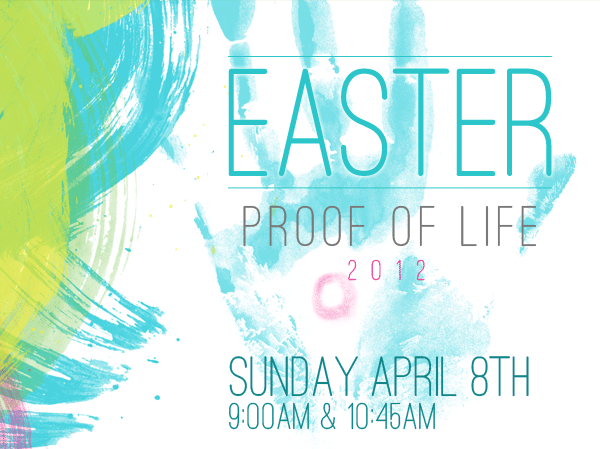 EASTER
PROOF OF LIFE
2012
SUNDAY APRIL 8TH
9:00AM & 10:45AM